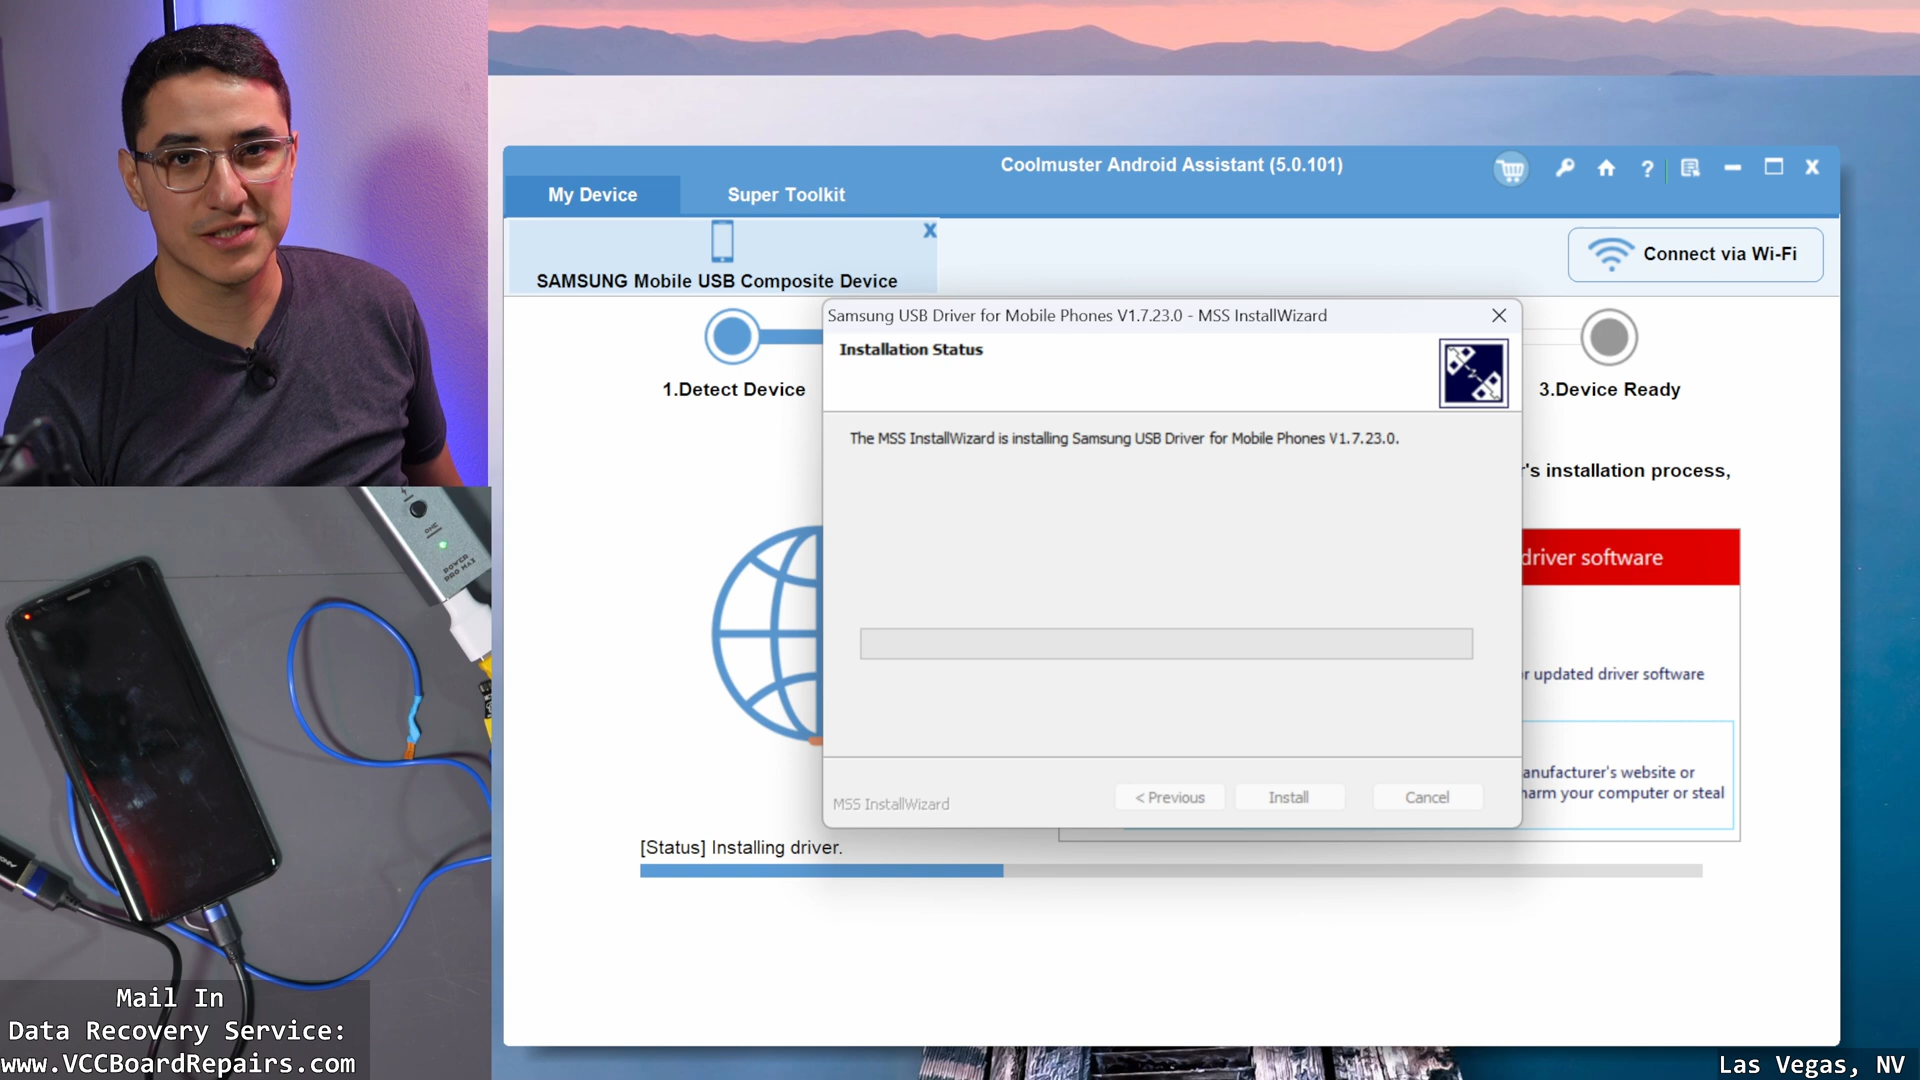 Coolmuster Android Assistant (5.0.101)
My Device
Super Toolkit
X
SAMSUNG Mobile USB Composite Device
Connect via Wi-Fi
Samsung USB Driver for Mobile Phones V1.7.23.0 - MSS InstallWizard
Installation Status
1.Detect Device
3.Device Ready
The MSS InstallWizard is installing Samsung USB Driver for Mobile Phones V1.7.23.0.
's installation process,
driver software
r updated driver software
anufacturer's website or
harm your computer or steal
< Previous
Install
Cancel
MSS InstallWizard
[Status] Installing driver.
POWER
PRO MAX
Mail In
Data Recovery Service:
www.VCCBoardRepairs.com
Las Vegas, NV